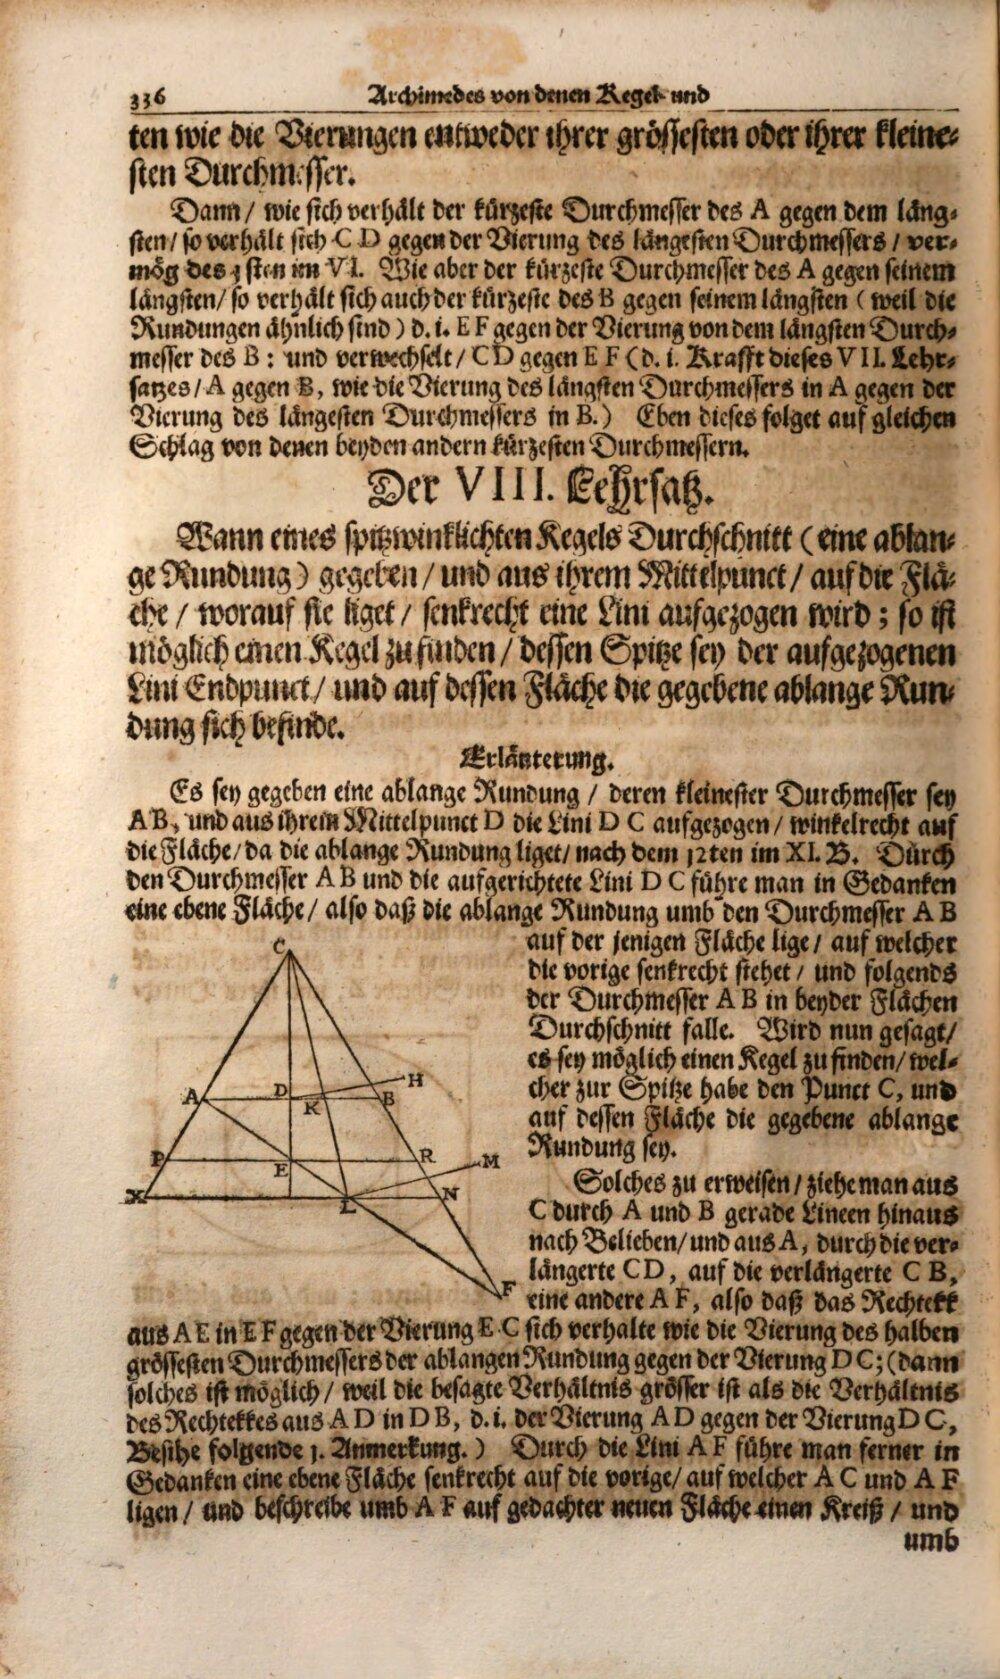 336 Archimedes von denen Kegel- und
ten wie die Vierungen entweder ihrer grössesten oder ihrer kleine-
sten Durchmesser.
Dann / wie sich verhält der kürzeste Durchmesser des A gegen dem läng-
sten / so verhält sich C D gegen der Vierung des längesten Durchmessers / ver-
mög des 1sten im VI. Wie aber der kürzeste Durchmesser des A gegen seinem
längsten / so verhält sich auch der kürzeste des B gegen seinem längsten ( weil die
Rundungen ähnlich sind ) d. i. E F gegen der Vierung von dem längsten Durch-
messer des B : und verwechselt / C D gegen E F ( d. i. Krafft dieses VII. Lehr-
satzes / A gegen B, wie die Vierung des längsten Durchmessers in A gegen der
Vierung des längesten Durchmessers in B. ) Eben dieses folget auf gleichen
Schlag von denen beyden andern kürzesten Durchmessern.
Der VIII. Lehrsatz.
Wann eines spitzwinklichten Kegels Durchschnitt ( eine ablan-
ge Rundung ) gegeben / und aus ihrem Mittelpunct / auf die Flä-
che / worauf sie liget / senkrecht eine Lini aufgezogen wird ; so ist
möglich einen Kegel zu finden / dessen Spitze sey der aufgezogenen
Lini Endpunct / und auf dessen Fläche die gegebene ablange Run-
dung sich befinde.
Erläuterung.
Es sey gegeben eine ablange Rundung / deren kleinester Durchmesser sey
A B, und aus ihrem Mittelpunct D die Lini D C aufgezogen / winkelrecht auf
die Fläche / da die ablange Rundung liget / nach dem 12ten im XI. B. Durch
den Durchmesser A B und die aufgerichtete Lini D C führe man in Gedanken
eine ebene Fläche / also daß die ablange Rundung umb den Durchmesser A B
auf der jenigen Fläche lige / auf welcher
die vorige senkrecht stehet / und folgends
der Durchmesser A B in beyder Flächen
Durchschnitt falle. Wird nun gesagt /
es sey möglich einen Kegel zu finden / wel-
cher zur Spitze habe den Punct C, und
auf dessen Fläche die gegebene ablange
Rundung sey.
Solches zu erweisen / ziehe man aus
C durch A und B gerade Lineen hinaus
nach Belieben / und aus A, durch die ver-
längerte C D, auf die verlängerte C B,
eine andere A F, also daß das Rechtekk
C
A
D
K
B
H
P
E
R
M
X
L
N
F
aus A E in E F gegen der Vierung E C sich verhalte wie die Vierung des halben
grössesten Durchmessers der ablangen Rundung gegen der Vierung D C ; ( dann
solches ist möglich / weil die besagte Verhältnis grösser ist als die Verhältnis
des Rechtekkes aus A D in D B, d. i. der Vierung A D gegen der Vierung D C,
Besihe folgende 1. Anmerkung. ) Durch die Lini A F führe man ferner in
Gedanken eine ebene Fläche senkrecht auf die vorige / auf welcher A C und A F
ligen / und beschreibe umb A F auf gedachter neuen Fläche einen Kreiß / und
umb